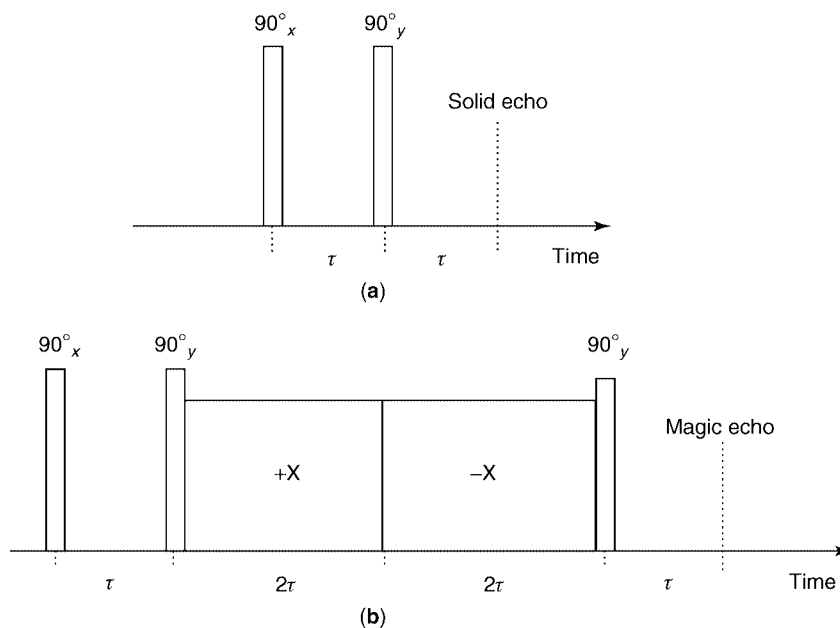 90°x 90°y
Solid echo
τ τ Time
(a)
90°x 90°y 90°y
Magic echo
+X −X
τ 2τ 2τ τ Time
(b)